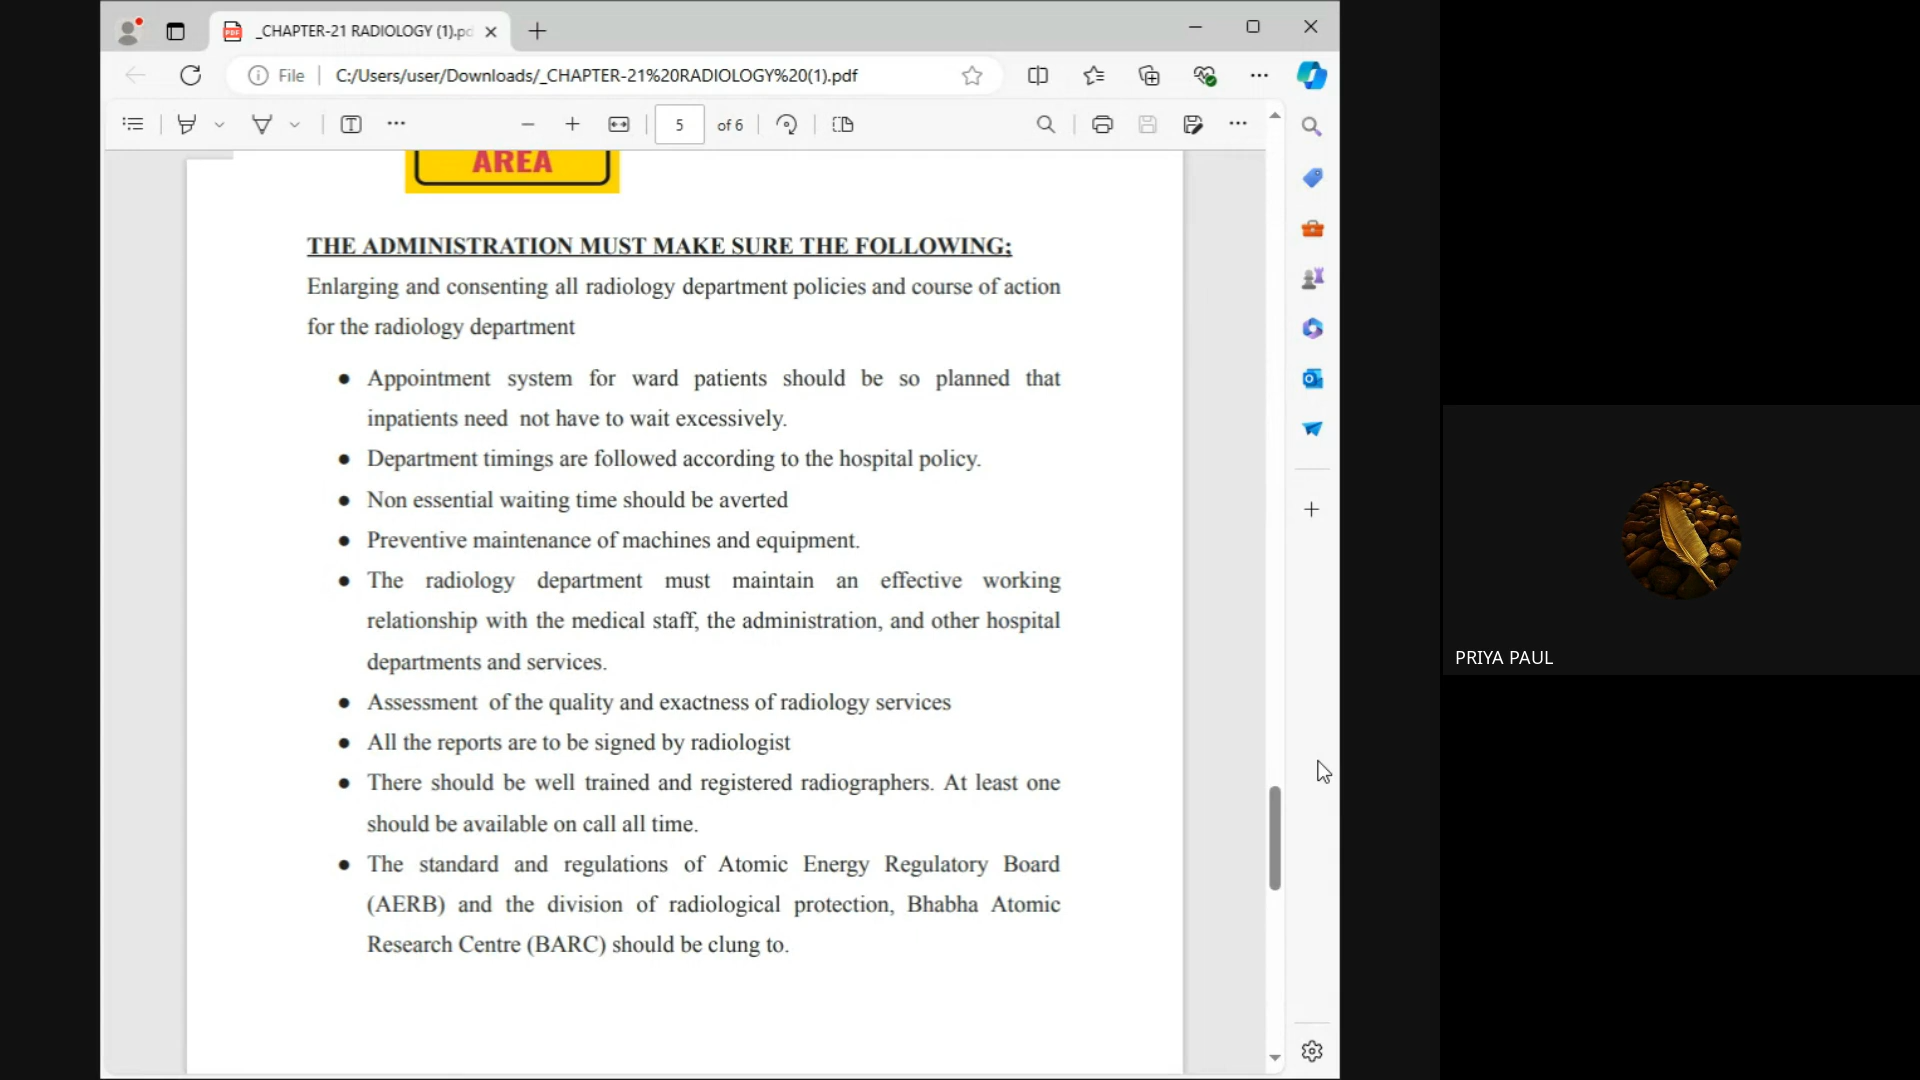 _CHAPTER-21 RADIOLOGY (1).pd
File
C:/Users/user/Downloads/_CHAPTER-21%20RADIOLOGY%20(1).pdf
5 of 6
AREA
THE ADMINISTRATION MUST MAKE SURE THE FOLLOWING;
Enlarging and consenting all radiology department policies and course of action
for the radiology department
● Appointment system for ward patients should be so planned that
inpatients need not have to wait excessively.
● Department timings are followed according to the hospital policy.
● Non essential waiting time should be averted
● Preventive maintenance of machines and equipment.
● The radiology department must maintain an effective working
relationship with the medical staff, the administration, and other hospital
departments and services.
● Assessment of the quality and exactness of radiology services
● All the reports are to be signed by radiologist
● There should be well trained and registered radiographers. At least one
should be available on call all time.
● The standard and regulations of Atomic Energy Regulatory Board
(AERB) and the division of radiological protection, Bhabha Atomic
Research Centre (BARC) should be clung to.
PRIYA PAUL